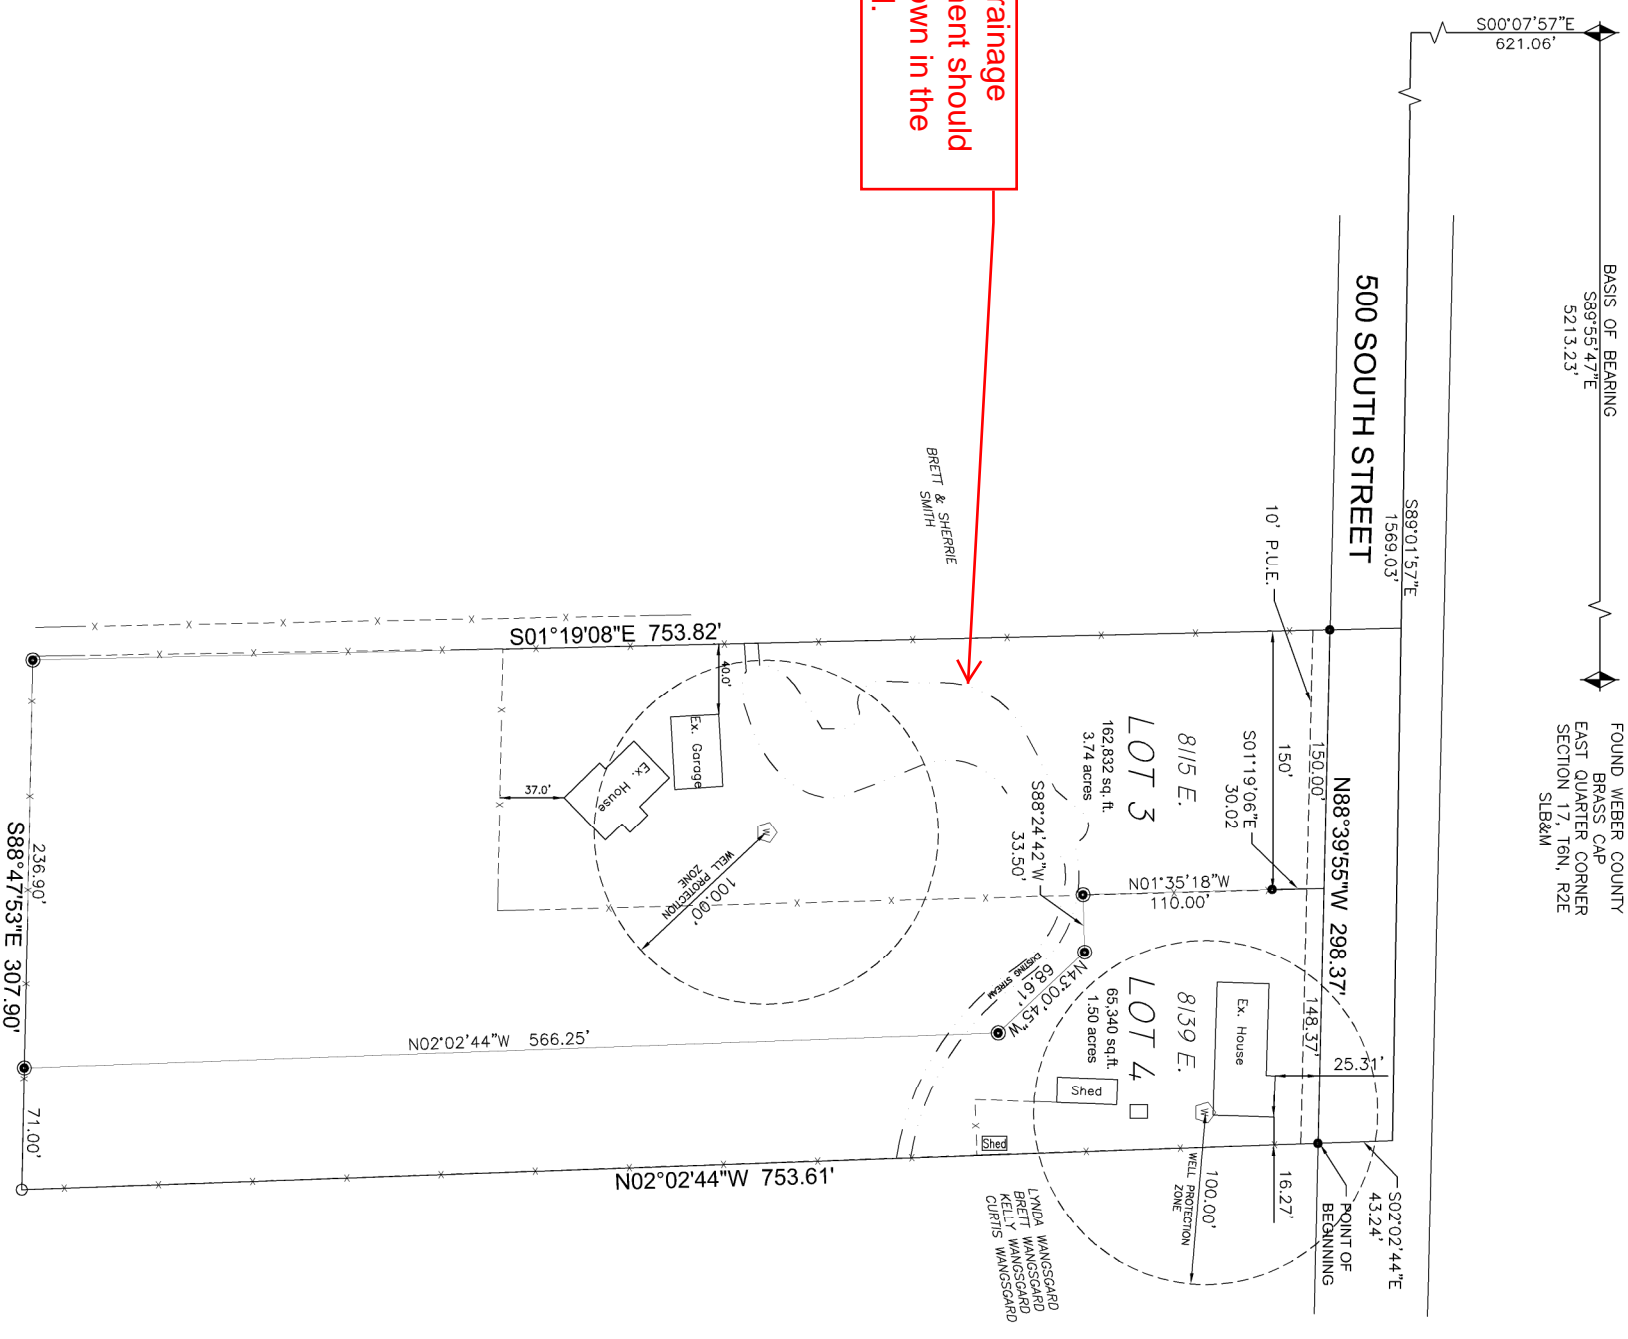 S00°07'57"E
621.06'
BASIS OF BEARING
S89°55'47"E
5213.23'
FOUND WEBER COUNTY
BRASS CAP
EAST QUARTER CORNER
SECTION 17, T6N, R2E
SLB&M
S89°01'57"E
1569.03'
500 SOUTH STREET
rainage
ment should
own in the
BRETT & SHERRIE
SMITH
10' P.U.E.
N88°39'55"W 298.37'
150.00'
148.37'
150'
S01°19'06"E
30.02
25.31'
16.27'
S02°02'44"E
43.24'
POINT OF
BEGINNING
8115 E.
LOT 3
162,832 sq. ft.
3.74 acres
N01°35'18"W
110.00'
S88°24'42"W
33.50'
N43°00'45"W
68.61'
EXISTING STREAM
8139 E.
LOT 4
65,340 sq.ft.
1.50 acres
Ex. House
Shed
Shed
W
WELL PROTECTION
ZONE
100.00'
LYNDA WANGSGARD
BRETT WANGSGARD
KELLY WANGSGARD
CURTIS WANGSGARD
S01°19'08"E 753.82'
40.0'
Ex. Garage
Ex. House
37.0'
W
WELL PROTECTION
ZONE
100.00'
N02°02'44"W 566.25'
N02°02'44"W 753.61'
236.90'
S88°47'53"E 307.90'
71.00'